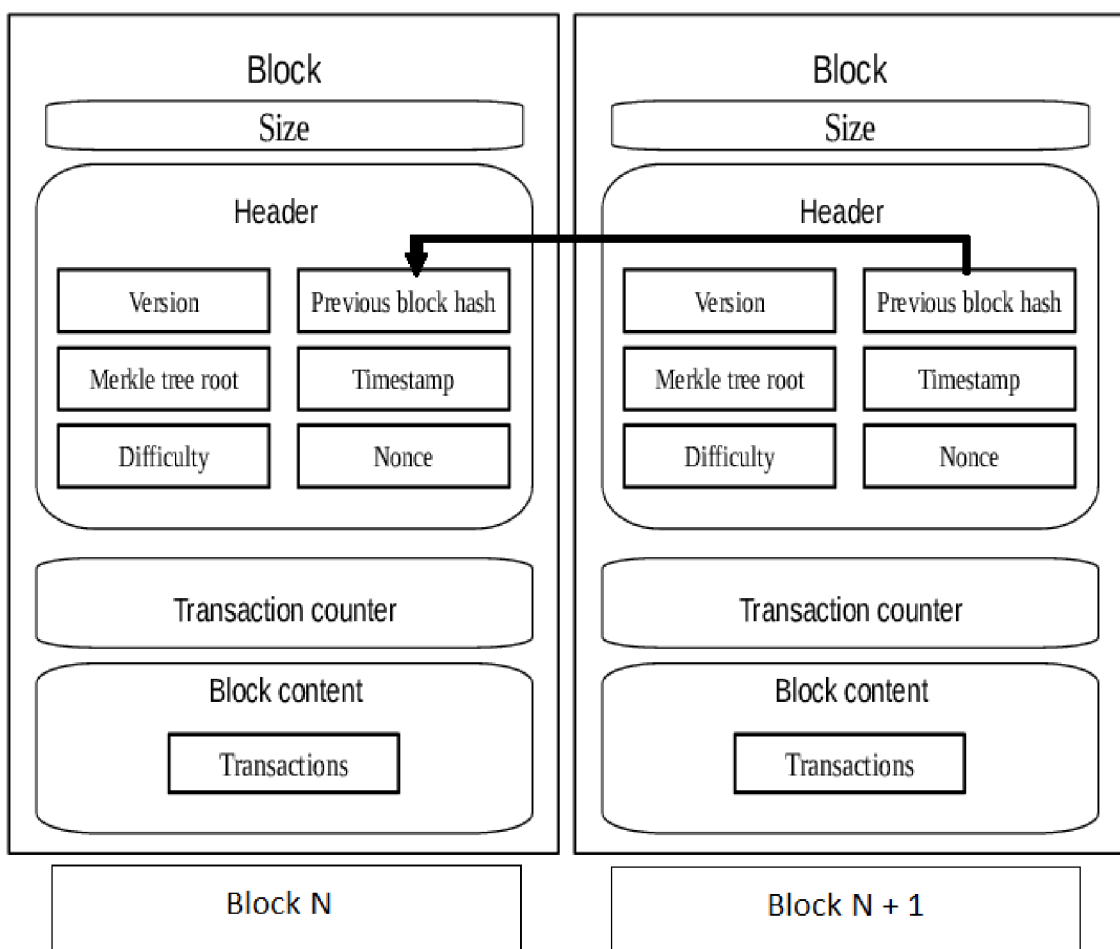 Block
Size
Header
Version
Previous block hash
Merkle tree root
Timestamp
Difficulty
Nonce
Transaction counter
Block content
Transactions
Block N
Block
Size
Header
Version
Previous block hash
Merkle tree root
Timestamp
Difficulty
Nonce
Transaction counter
Block content
Transactions
Block N + 1